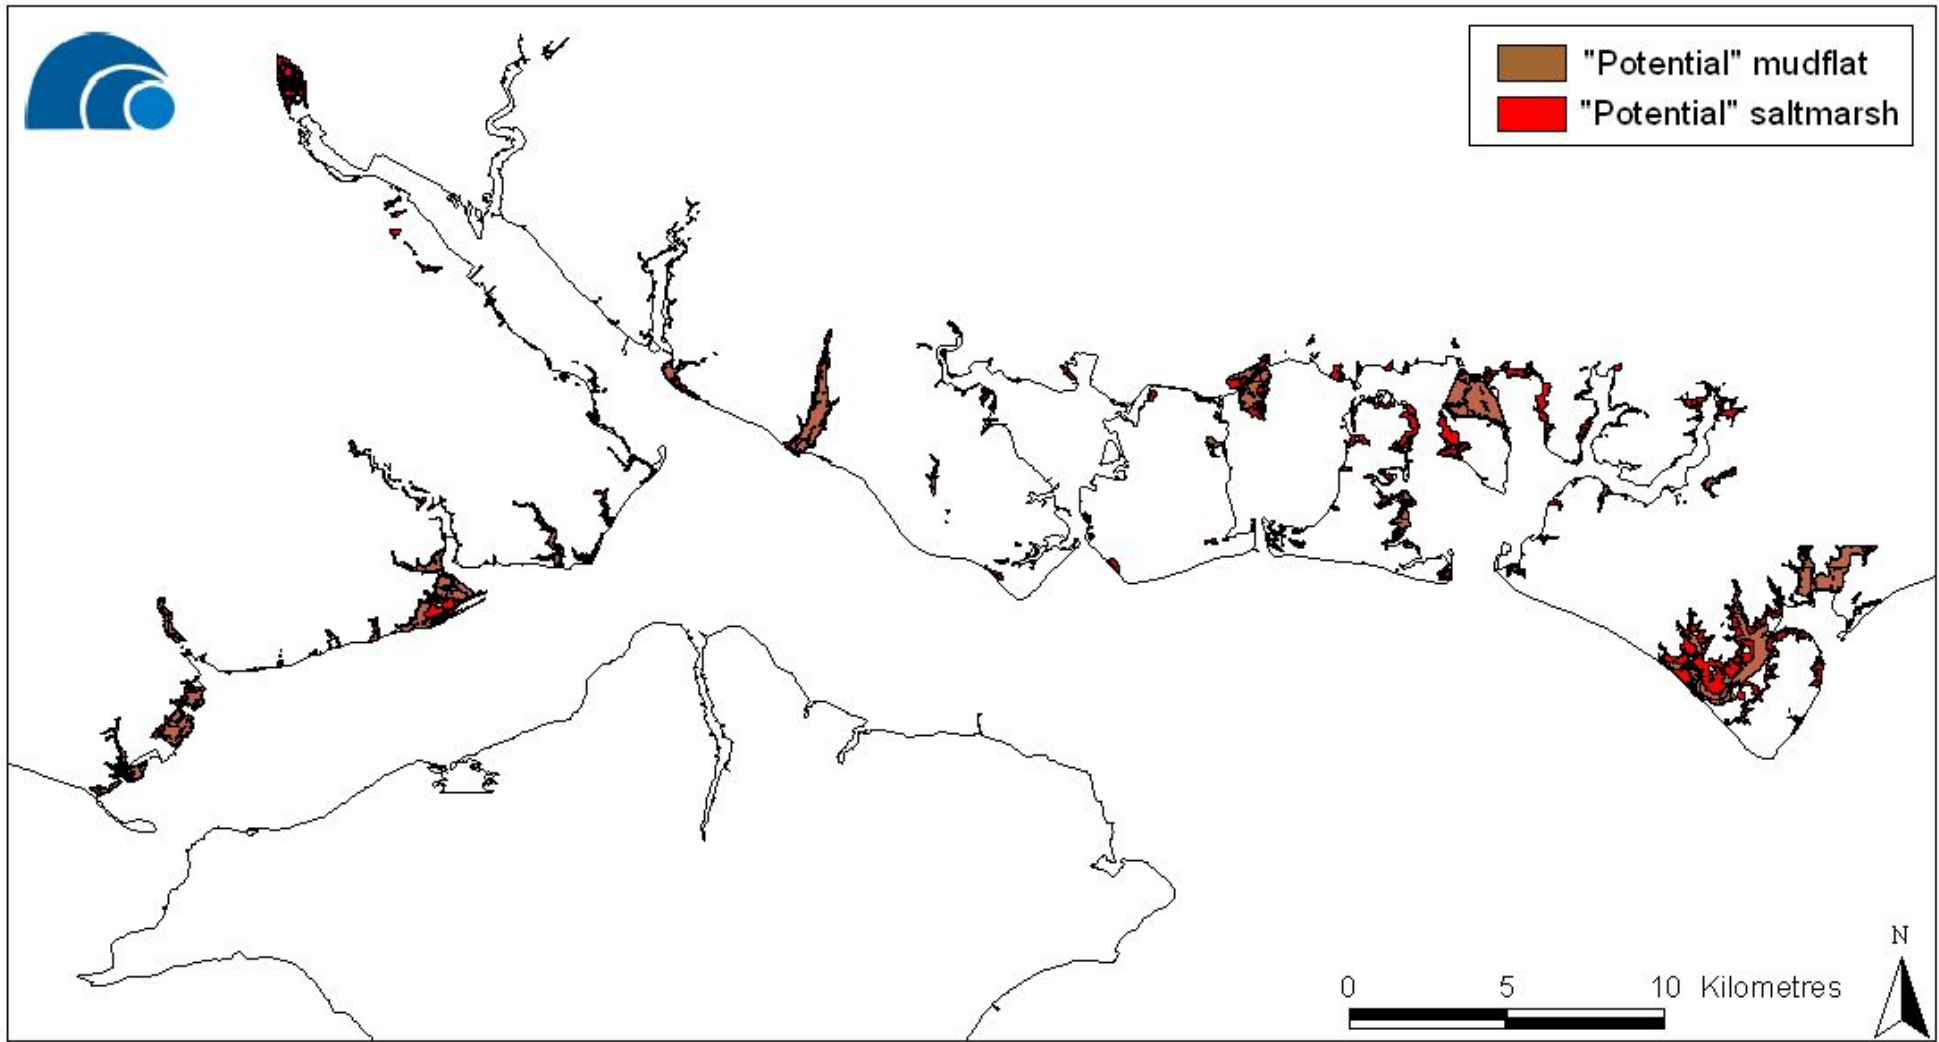 "Potential" mudflat
"Potential" saltmarsh
N
0 5 10 Kilometres